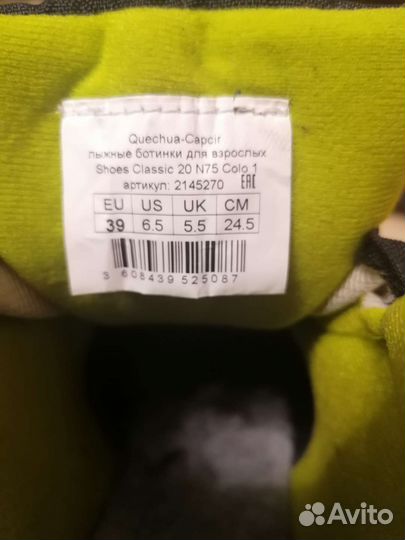 Quechua-Capcir
лыжные ботинки для взрослых
Shoes Classic 20 N75 Colo 1
артикул: 2145270 EAC
EU US UK CM
39 6.5 5.5 24.5
3 608439 525087
Avito